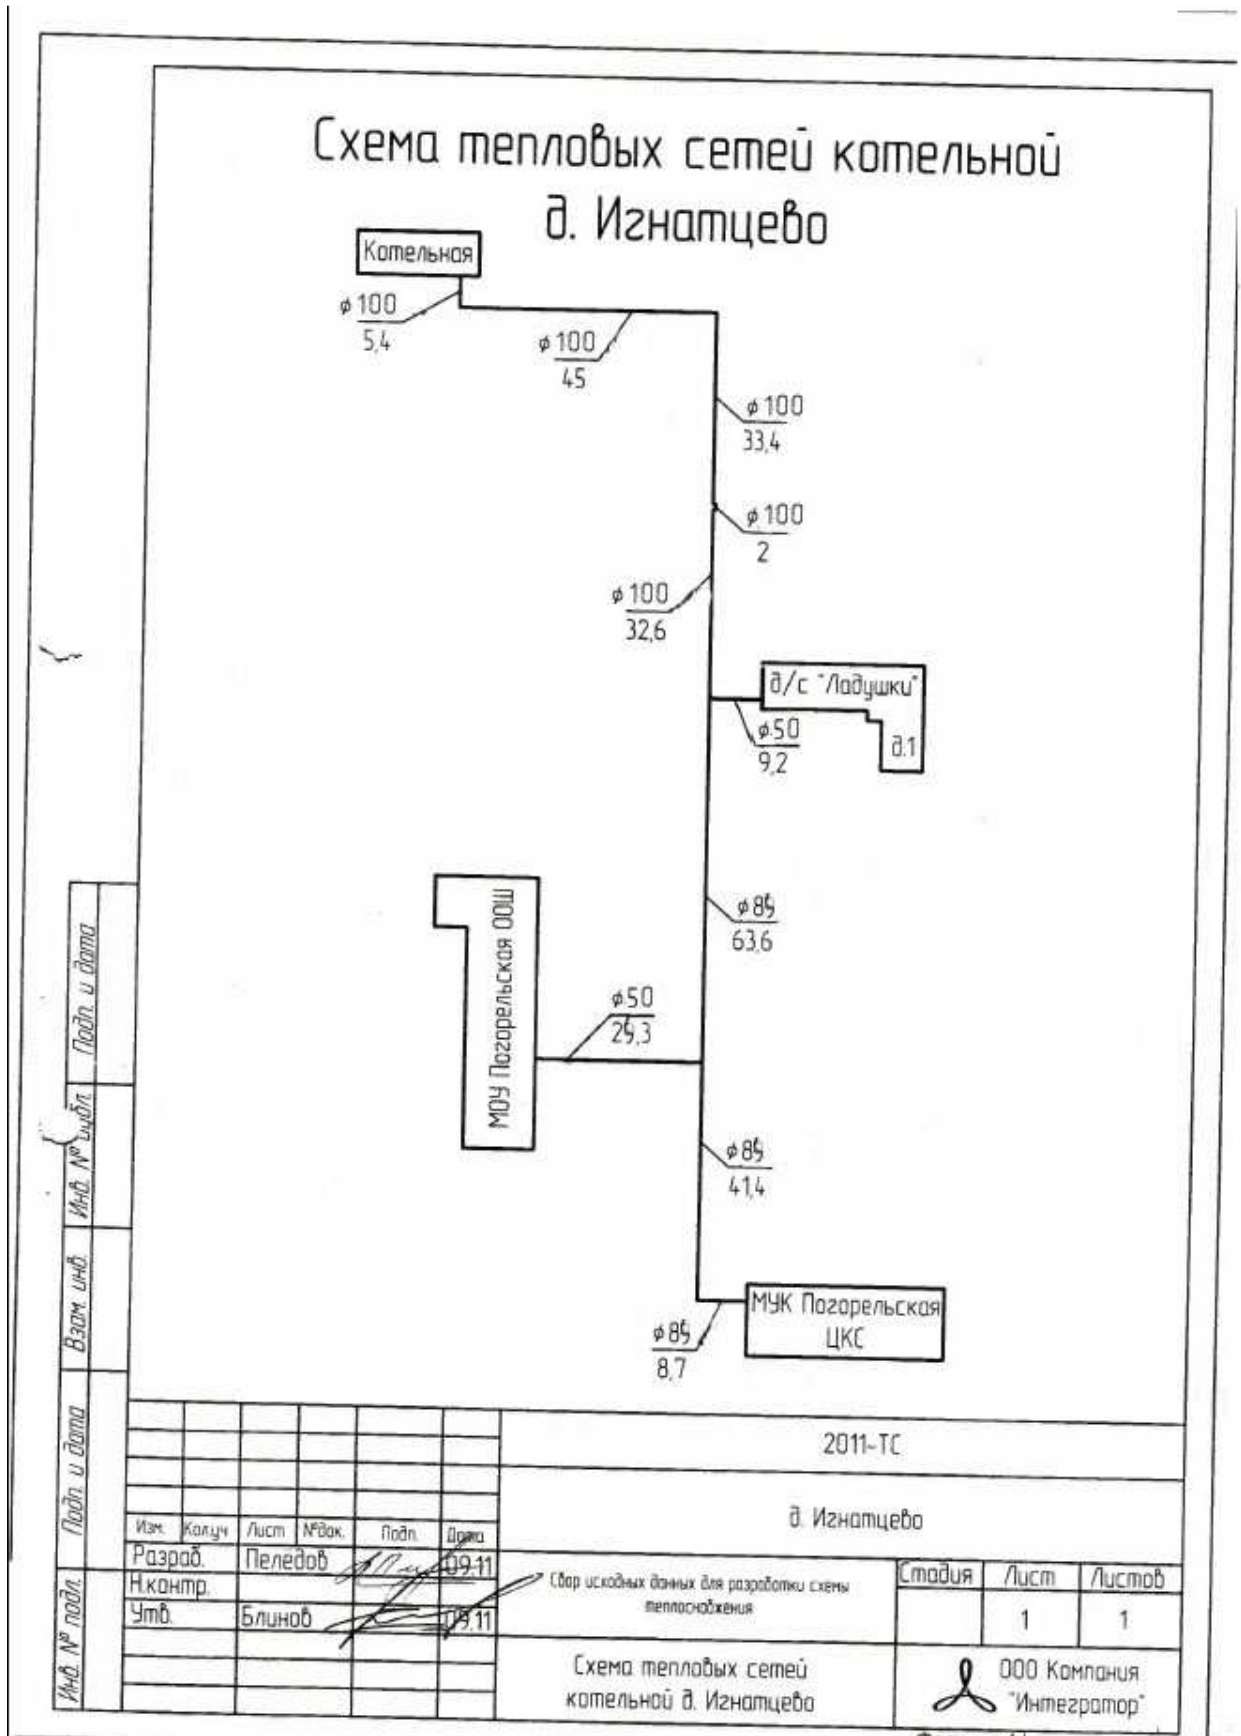 Схема тепловых сетей котельной
д. Игнатцево
Котельная
ф100
5,4
ф100
45
ф100
33,4
ф100
2
ф100
32,6
д/с "Ладушки"
д.1
ф50
9,2
МОУ Погорельская ООШ
ф89
63,6
ф50
29,3
ф89
41,4
МУК Погорельская
ЦКС
ф89
8,7
Подп. и дата
Инв. № дубл.
Взам. инв.
Подп. и дата
Инв. № подл.
2011-ТС
д. Игнатцево
Изм. Кол.уч Лист №док. Подп. Дата
Разраб. Пеледов 09.11
Н.контр.
Утв. Блинов 09.11
Сбор исходных данных для разработки схемы
теплоснабжения
Стадия Лист Листов
1 1
Схема тепловых сетей
котельной д. Игнатцево
ООО Компания
"Интегратор"